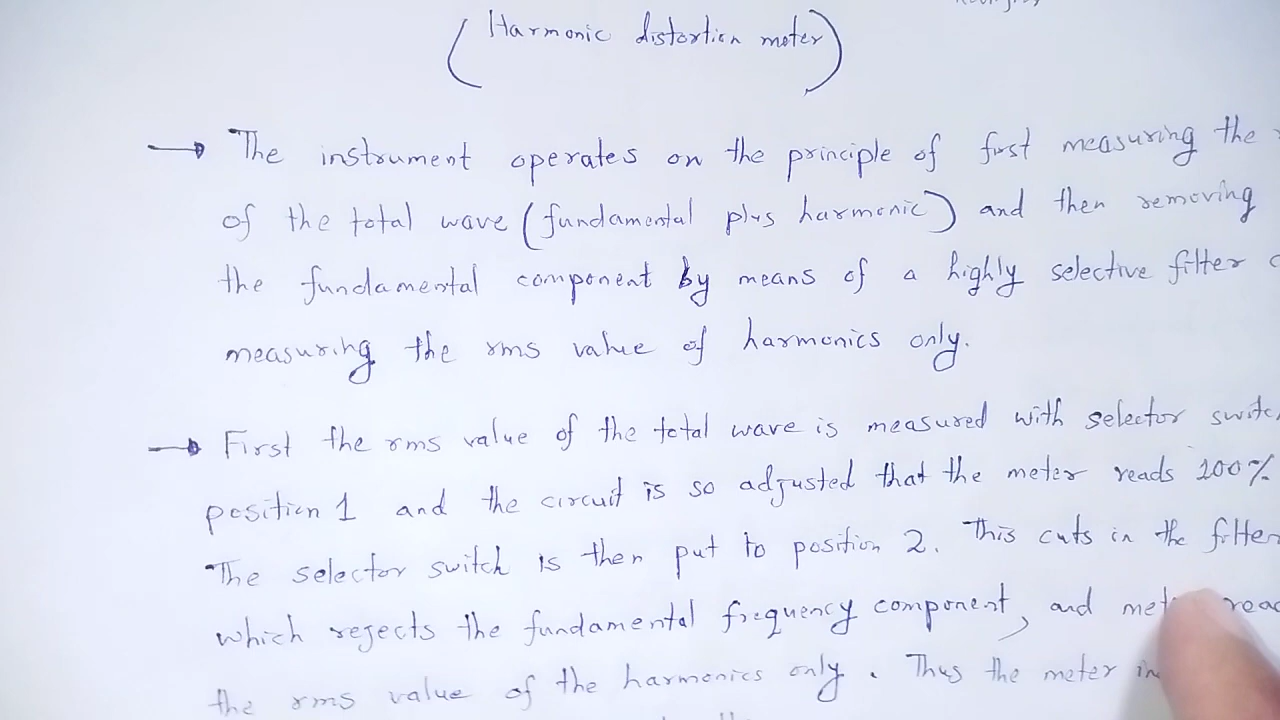 (Harmonic distortion meter)
→ The instrument operates on the principle of first measuring the
of the total wave (fundamental plus harmonic) and then removing
the fundamental component by means of a highly selective filter
measuring the rms value of harmonics only.
→ First the rms value of the total wave is measured with selector switc
position 1 and the circuit is so adjusted that the meter reads 100%
The selector switch is then put to position 2. This cuts in the filter
which rejects the fundamental frequency component, and met read
the rms value of the harmonics only. Thus the meter in